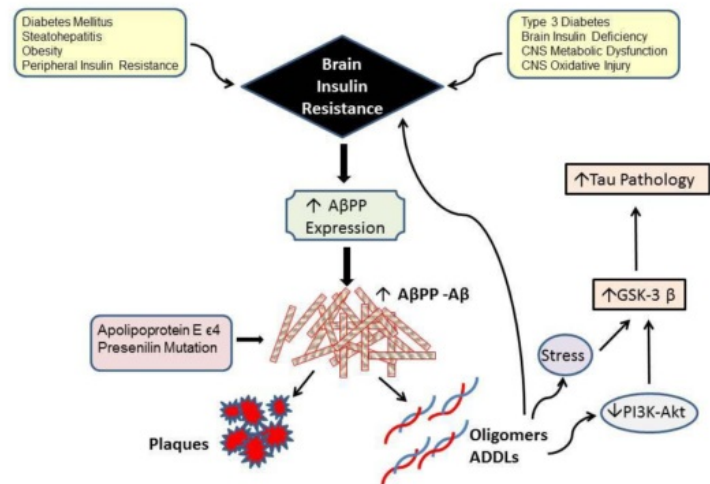 Diabetes Mellitus
Steatohepatitis
Obesity
Peripheral Insulin Resistance
Brain
Insulin
Resistance
Type 3 Diabetes
Brain Insulin Deficiency
CNS Metabolic Dysfunction
CNS Oxidative Injury
↑ AβPP
Expression
↑ AβPP -Aβ
Apolipoprotein E ϵ4
Presenilin Mutation
Plaques
Oligomers
ADDLs
↑Tau Pathology
↑GSK-3 β
Stress
↓PI3K-Akt